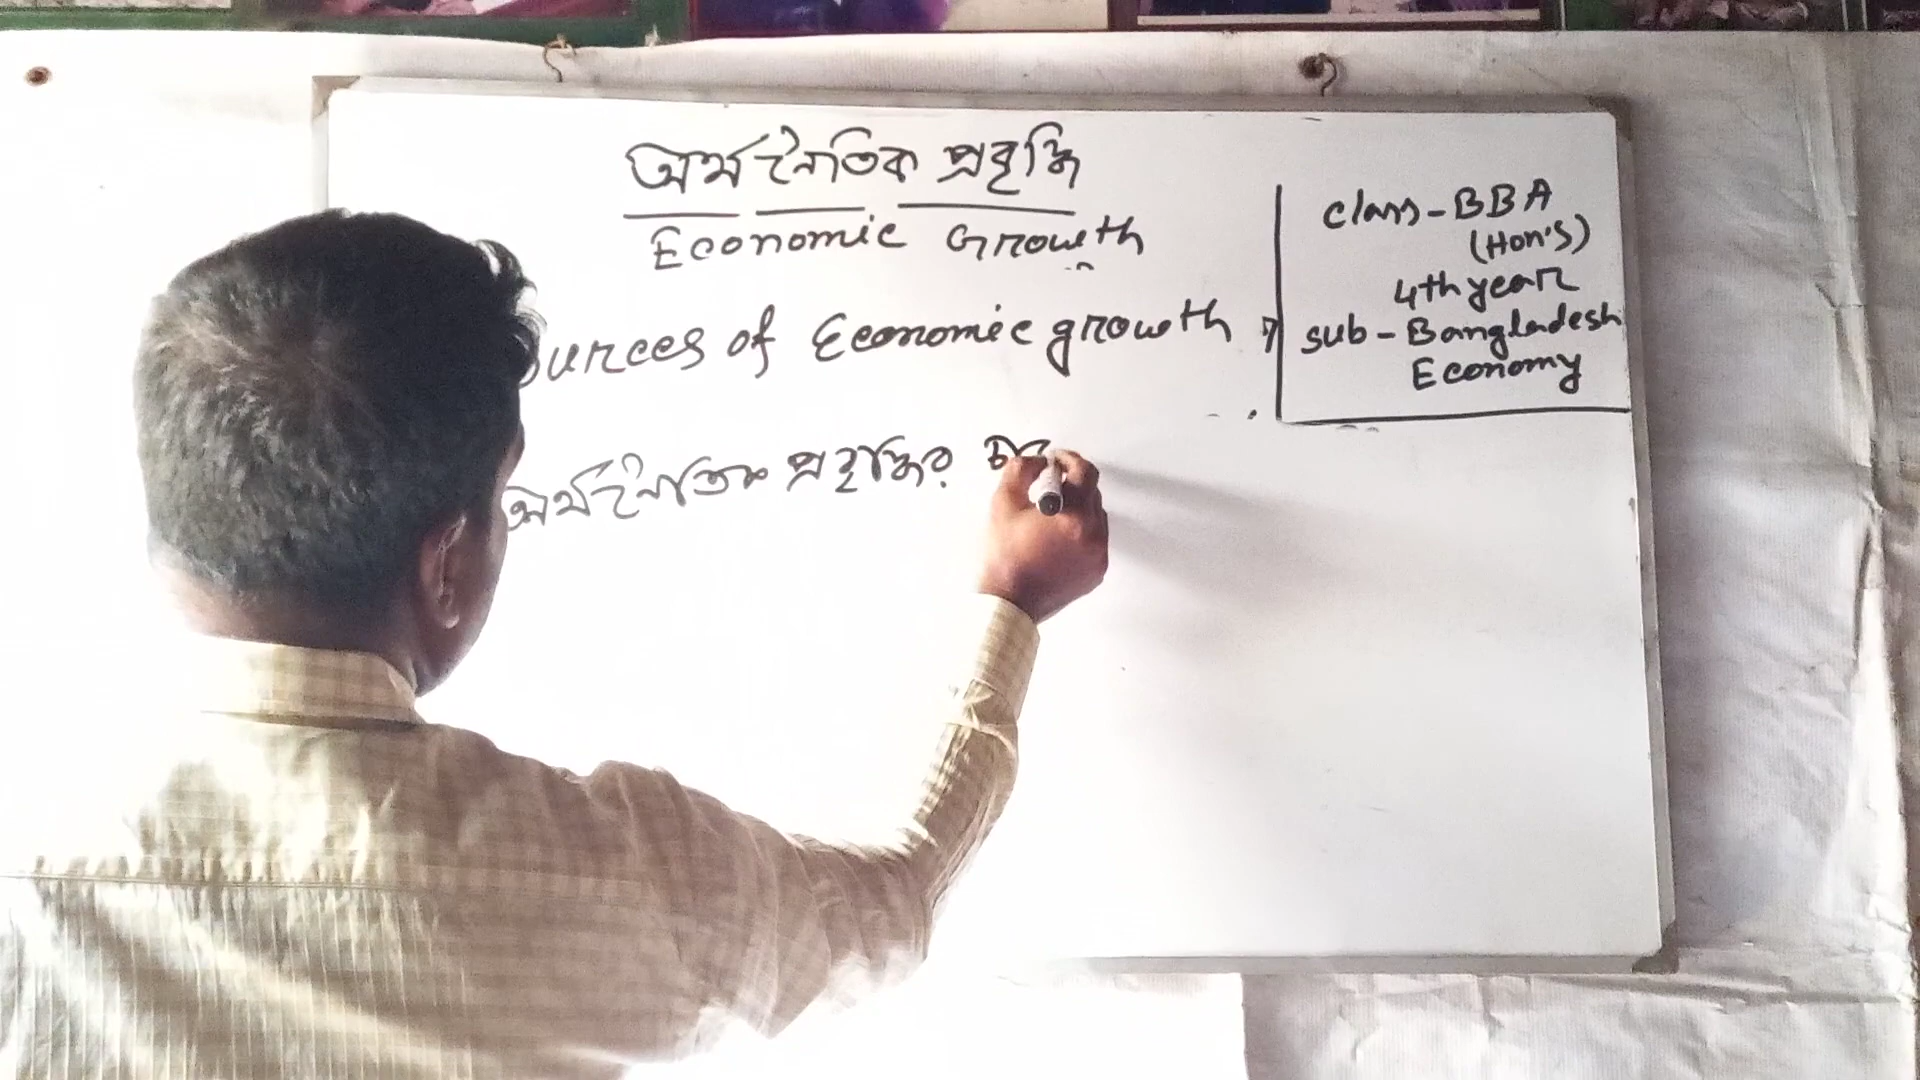 অর্থনৈতিক প্রবৃদ্ধি
Economic Growth
ources of Economic growth
অর্থনৈতিক প্রবৃদ্ধির
class-BBA
(Hon's)
4th year
sub-Bangladesh
Economy